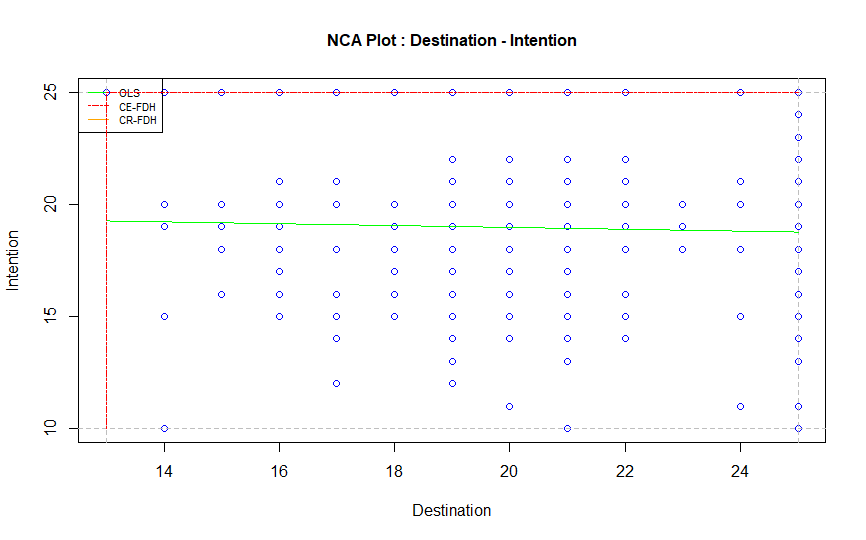 NCA Plot : Destination - Intention
OLS
CE-FDH
CR-FDH
25
20
15
10
Intention
14 16 18 20 22 24
Destination